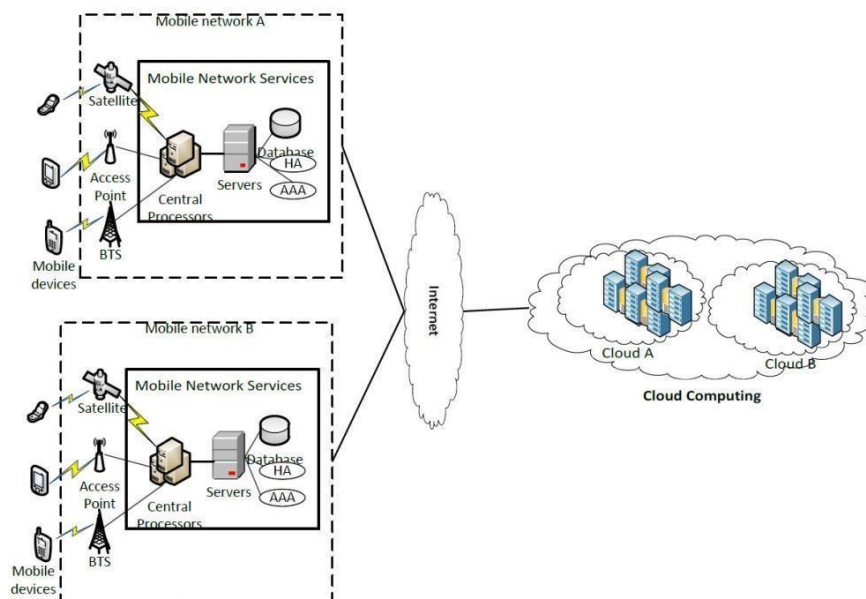 Mobile network A
Mobile Network Services
Satellite
Database
HA
AAA
Access
Point
Servers
Central
Processors
BTS
Mobile
devices
Internet
Cloud A
Cloud B
Cloud Computing
Mobile network B
Mobile Network Services
Satellite
Database
HA
AAA
Access
Point
Servers
Central
Processors
BTS
Mobile
devices